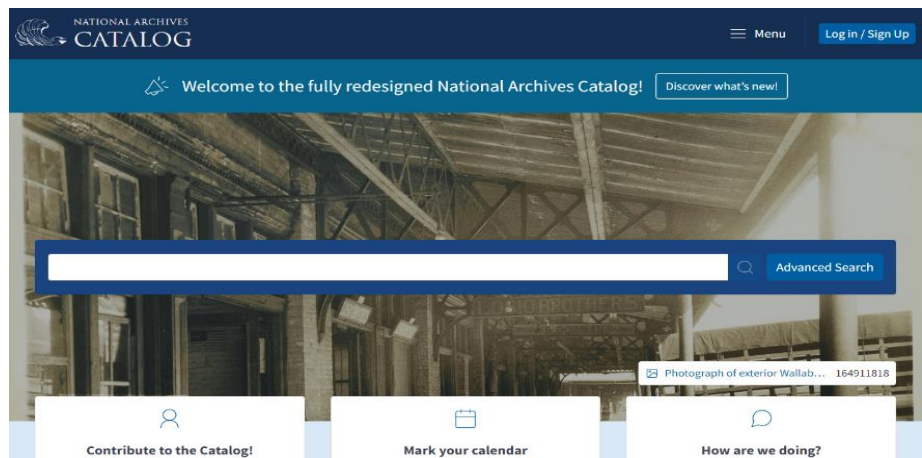 NATIONAL ARCHIVES
CATALOG
Menu
Log in / Sign Up
Welcome to the fully redesigned National Archives Catalog!
Discover what's new!
Advanced Search
Photograph of exterior Wallab... 164911818
Contribute to the Catalog!
Mark your calendar
How are we doing?